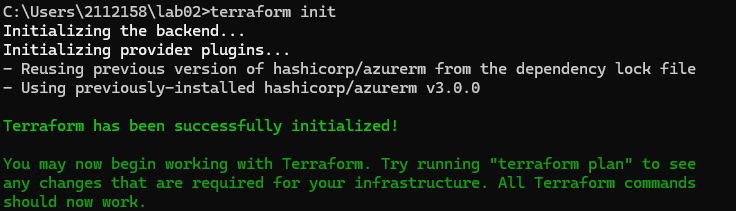 C:\Users\2112158\lab02>terraform init
Initializing the backend...
Initializing provider plugins...
- Reusing previous version of hashicorp/azurerm from the dependency lock file
- Using previously-installed hashicorp/azurerm v3.0.0
Terraform has been successfully initialized!
You may now begin working with Terraform. Try running "terraform plan" to see
any changes that are required for your infrastructure. All Terraform commands
should now work.